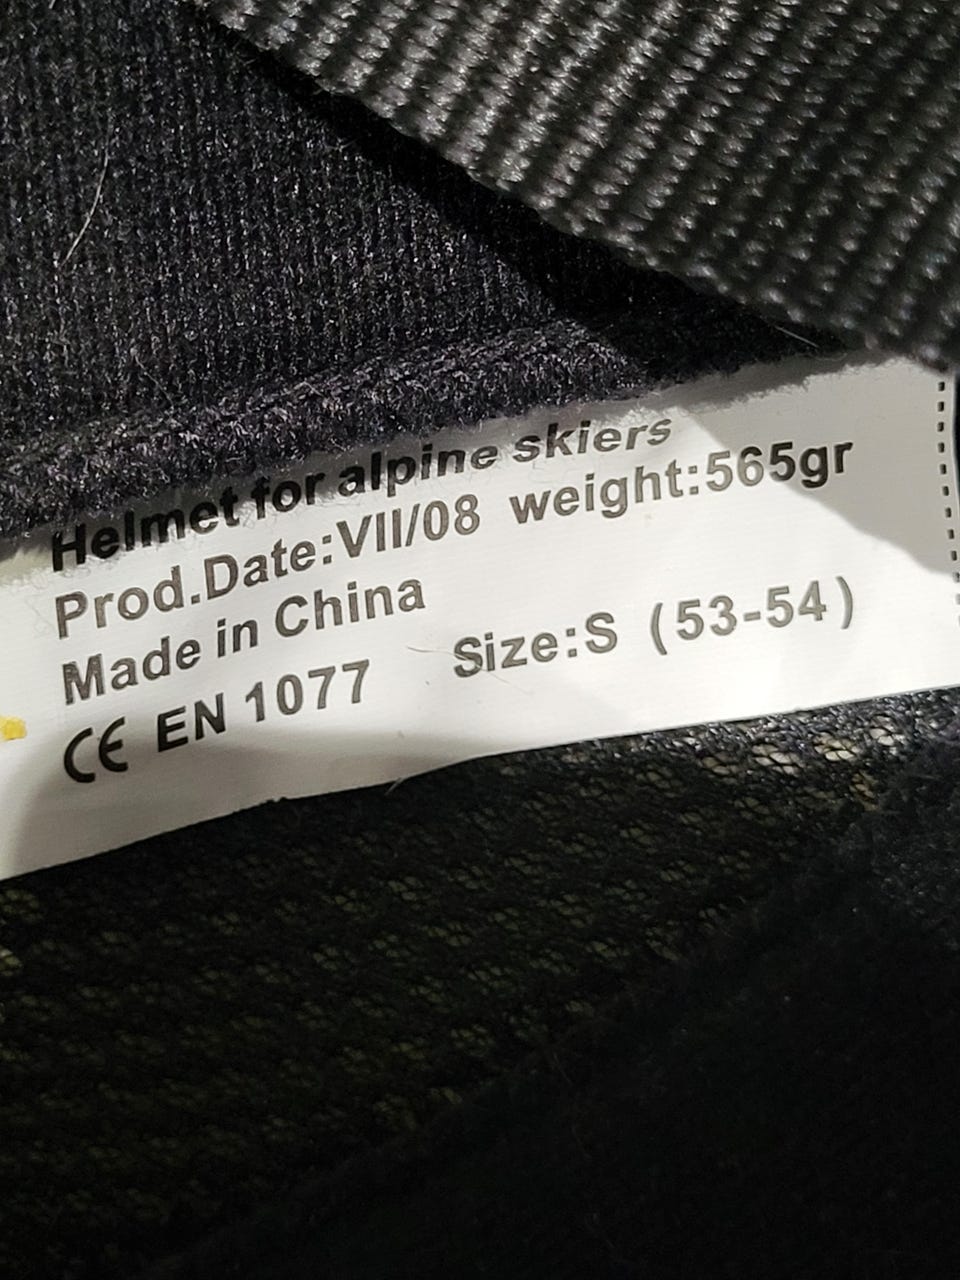 Helmet for alpine skiers
Prod.Date:VII/08 weight:565gr
Made in China
CE EN 1077 Size:S (53-54)